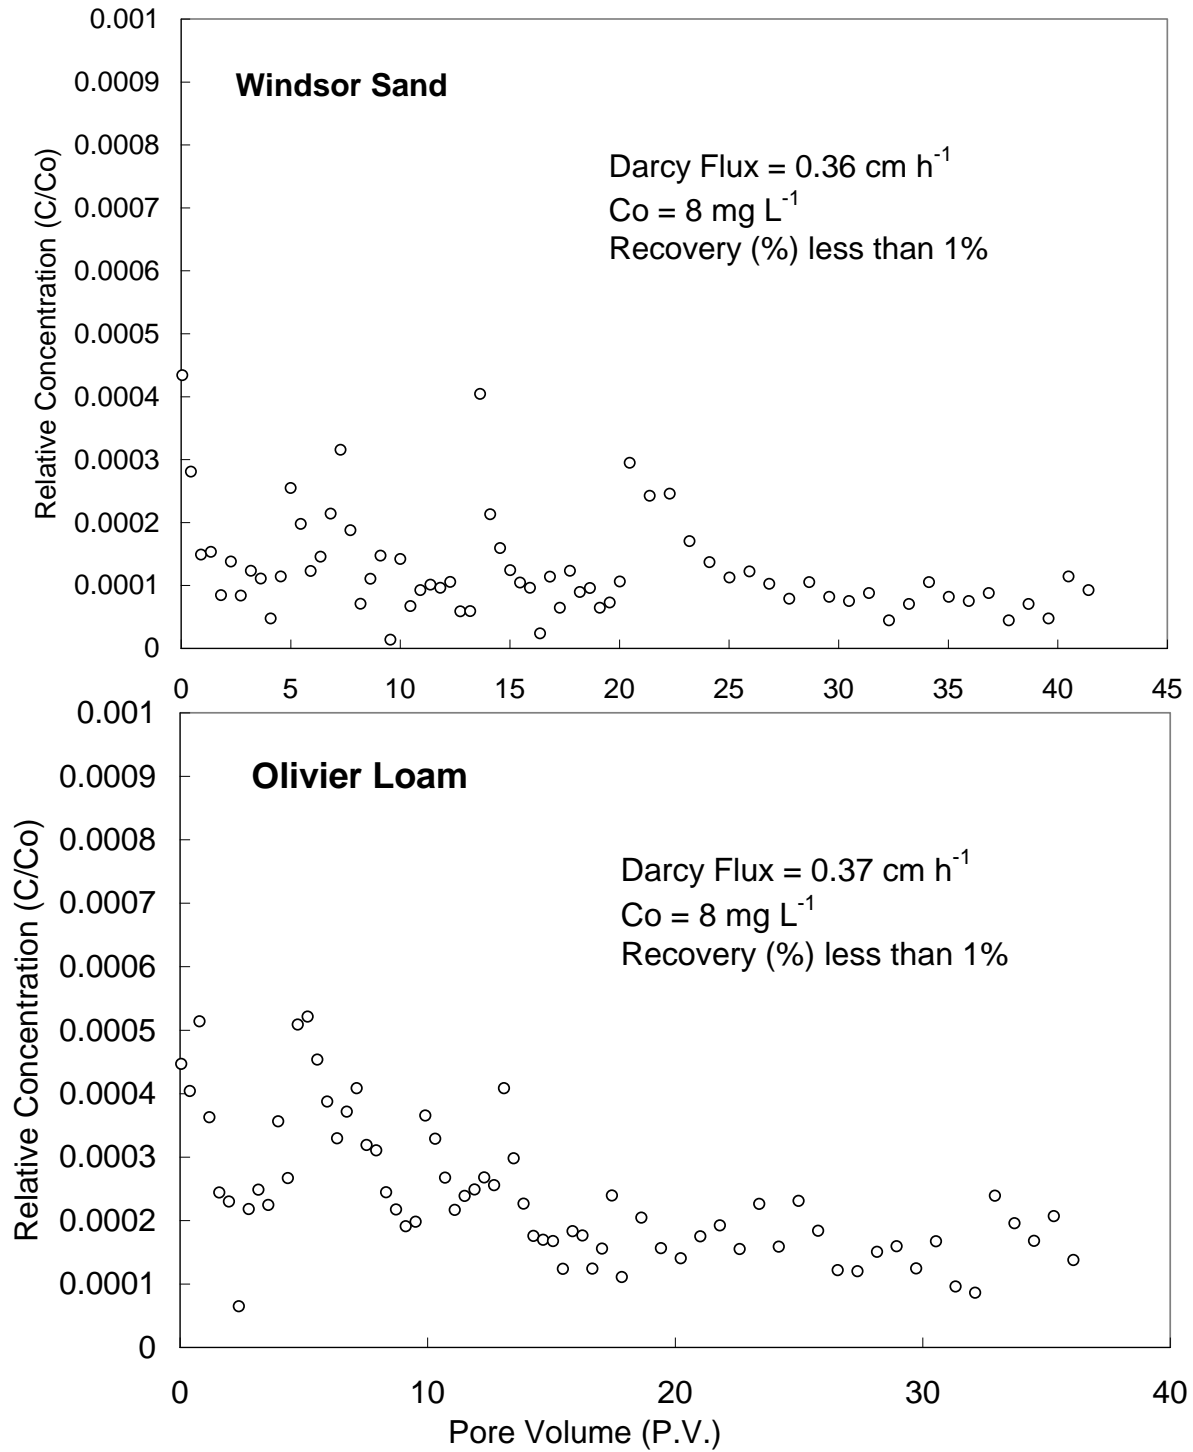 0.001
0.0009
0.0008
0.0007
0.0006
0.0005
0.0004
0.0003
0.0002
0.0001
0
Relative Concentration (C/Co)
Windsor Sand
Darcy Flux = 0.36 cm h⁻¹
Co = 8 mg L⁻¹
Recovery (%) less than 1%
0 5 10 15 20 25 30 35 40 45
0.001
0.0009
0.0008
0.0007
0.0006
0.0005
0.0004
0.0003
0.0002
0.0001
0
Relative Concentration (C/Co)
Olivier Loam
Darcy Flux = 0.37 cm h⁻¹
Co = 8 mg L⁻¹
Recovery (%) less than 1%
0 10 20 30 40
Pore Volume (P.V.)